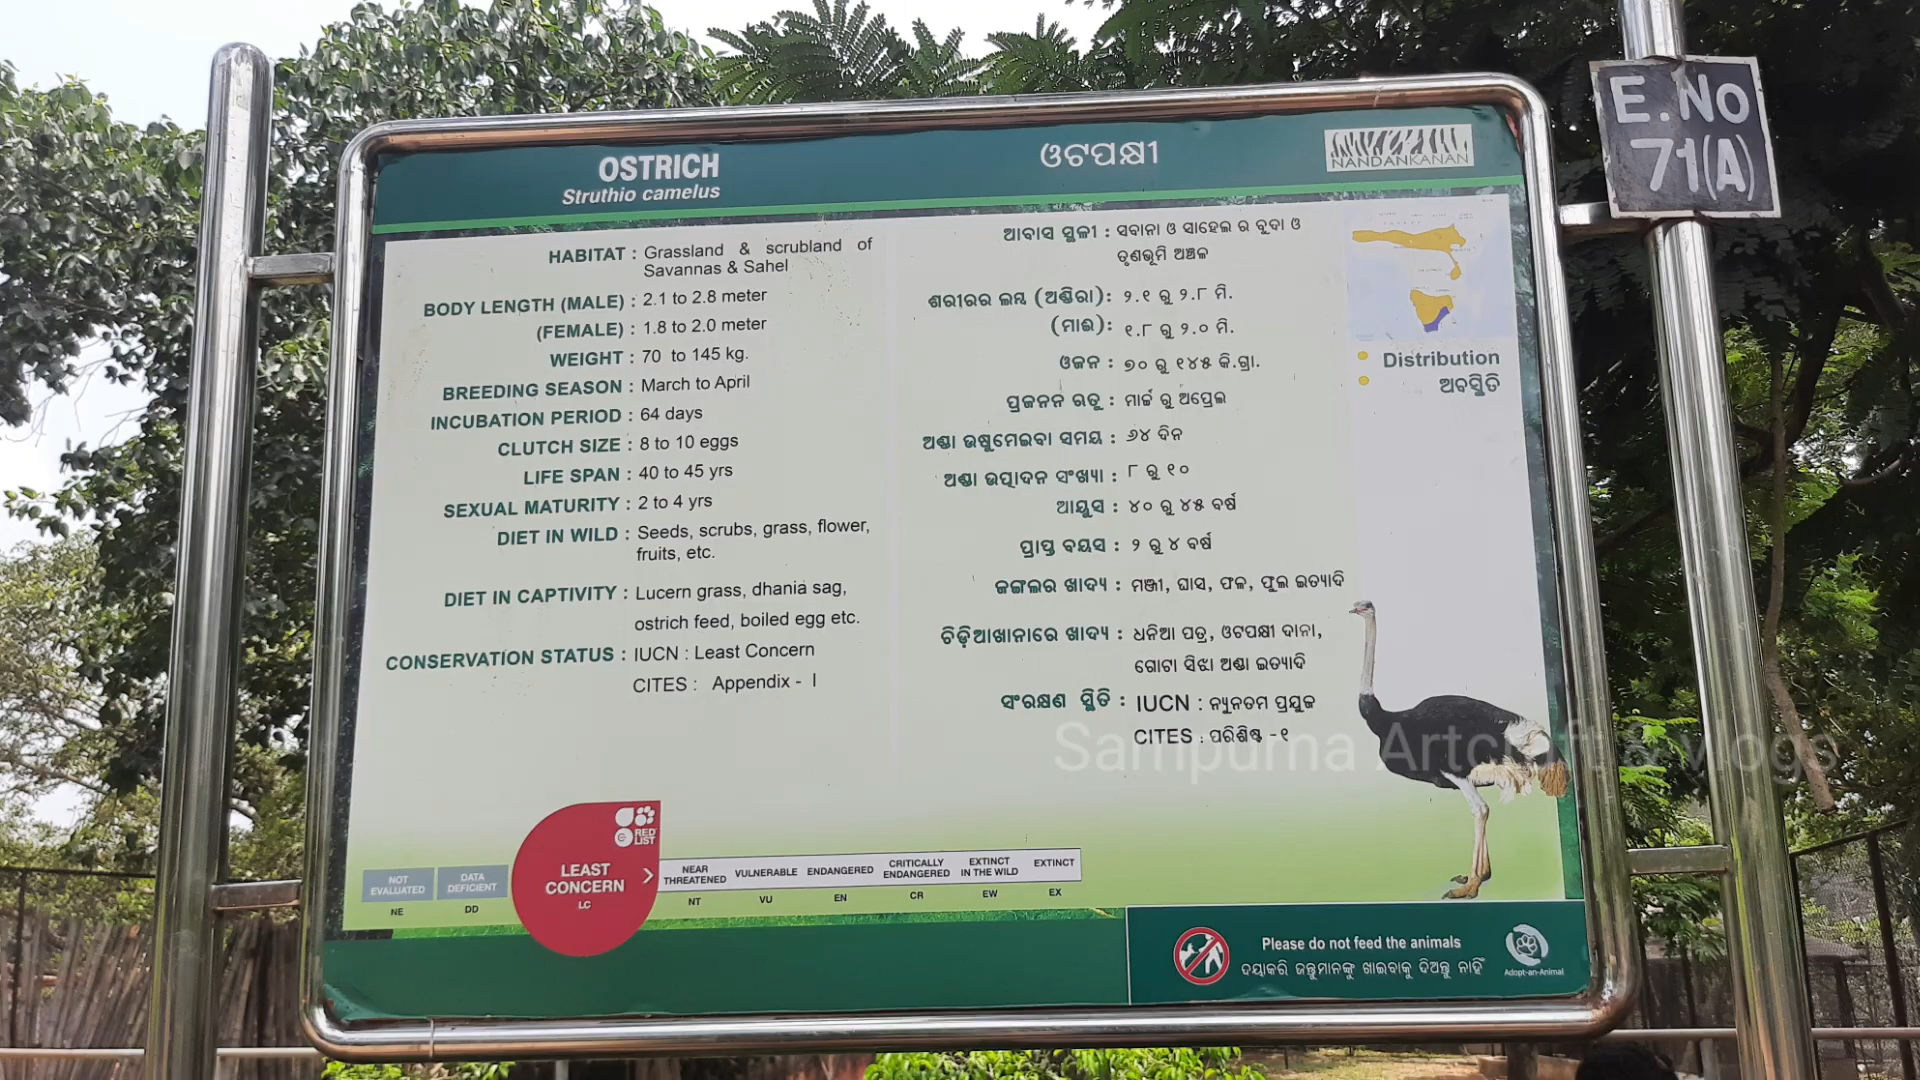 E.No
71(A)
OSTRICH
Struthio camelus
ଓଟପକ୍ଷୀ
NANDANKANAN
HABITAT : Grassland & scrubland of
Savannas & Sahel
BODY LENGTH (MALE) : 2.1 to 2.8 meter
(FEMALE) : 1.8 to 2.0 meter
WEIGHT : 70 to 145 kg.
BREEDING SEASON : March to April
INCUBATION PERIOD : 64 days
CLUTCH SIZE : 8 to 10 eggs
LIFE SPAN : 40 to 45 yrs
SEXUAL MATURITY : 2 to 4 yrs
DIET IN WILD : Seeds, scrubs, grass, flower,
fruits, etc.
DIET IN CAPTIVITY : Lucern grass, dhania sag,
ostrich feed, boiled egg etc.
CONSERVATION STATUS : IUCN : Least Concern
CITES : Appendix - I
ଆବାସ ସ୍ଥଳୀ : ସବାନା ଓ ସାହେଲ ର ବୁଦା ଓ
ତୃଣଭୂମି ଅଞ୍ଚଳ
ଶରୀରର ଲମ୍ବ (ଅଣ୍ଡିରା): ୨.୧ ରୁ ୨.୮ ମି.
(ମାଈ): ୧.୮ ରୁ ୨.୦ ମି.
ଓଜନ : ୭୦ ରୁ ୧୪୫ କି.ଗ୍ରା.
ପ୍ରଜନନ ଋତୁ : ମାର୍ଚ୍ଚ ରୁ ଅପ୍ରେଲ
ଅଣ୍ଡା ଉଷୁମେଇବା ସମୟ : ୬୪ ଦିନ
ଅଣ୍ଡା ଉତ୍ପାଦନ ସଂଖ୍ୟା : ୮ ରୁ ୧୦
ଆୟୁସ : ୪୦ ରୁ ୪୫ ବର୍ଷ
ପ୍ରାପ୍ତ ବୟସ : ୨ ରୁ ୪ ବର୍ଷ
ଜଙ୍ଗଲର ଖାଦ୍ୟ : ମଞ୍ଜୀ, ଘାସ, ଫଳ, ଫୁଲ ଇତ୍ୟାଦି
ଚିଡ଼ିଆଖାନାରେ ଖାଦ୍ୟ : ଧନିଆ ପତ୍ର, ଓଟପକ୍ଷୀ ଦାନା,
ଗୋଟା ସିଝା ଅଣ୍ଡା ଇତ୍ୟାଦି
ସଂରକ୍ଷଣ ସ୍ଥିତି : IUCN : ନ୍ୟୁନତମ ପ୍ରଯୁଜ୍ୟ
CITES : ପରିଶିଷ୍ଟ -୧
Distribution
ଅବସ୍ଥିତି
Sampurna Artcraft & vlogs
RED
LIST
NOT
EVALUATED
NE
DATA
DEFICIENT
DD
LEAST
CONCERN
LC
NEAR
THREATENED
NT
VULNERABLE
VU
ENDANGERED
EN
CRITICALLY
ENDANGERED
CR
EXTINCT
IN THE WILD
EW
EXTINCT
EX
Please do not feed the animals
ଦୟାକରି ଜନ୍ତୁମାନଙ୍କୁ ଖାଇବାକୁ ଦିଅନ୍ତୁ ନାହିଁ
Adopt-an-Animal